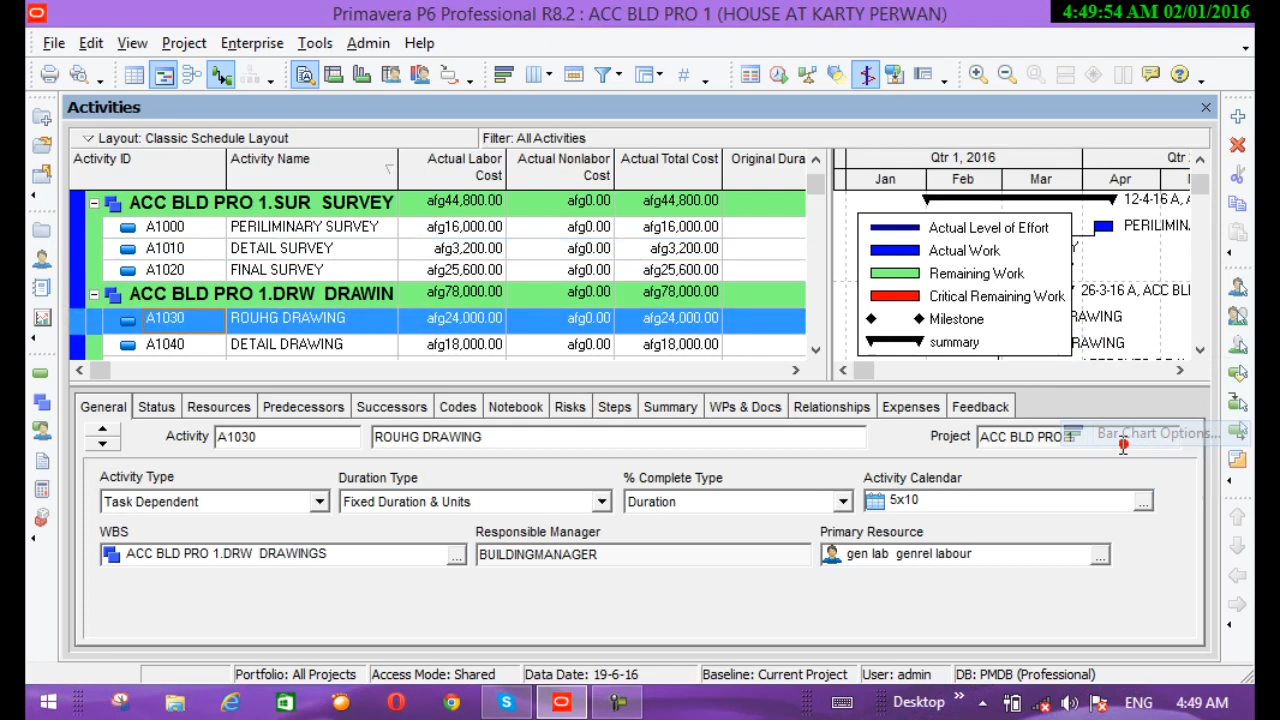 Primavera P6 Professional R8.2 : ACC BLD PRO 1 (HOUSE AT KARTY PERWAN)
4:49:54 AM 02/01/2016
File Edit View Project Enterprise Tools Admin Help
Activities
Layout: Classic Schedule Layout
Filter: All Activities
Activity ID
Activity Name
Actual Labor Cost
Actual Nonlabor Cost
Actual Total Cost
Original Dura
Qtr 1, 2016
Qtr
Jan Feb Mar Apr
ACC BLD PRO 1.SUR SURVEY afg44,800.00 afg0.00 afg44,800.00
12-4-16 A,
A1000 PERILIMINARY SURVEY afg16,000.00 afg0.00 afg16,000.00
PERILIMIN
A1010 DETAIL SURVEY afg3,200.00 afg0.00 afg3,200.00
A1020 FINAL SURVEY afg25,600.00 afg0.00 afg25,600.00
ACC BLD PRO 1.DRW DRAWIN afg78,000.00 afg0.00 afg78,000.00
26-3-16 A, ACC BLD
A1030 ROUHG DRAWING afg24,000.00 afg0.00 afg24,000.00
A1040 DETAIL DRAWING afg18,000.00 afg0.00 afg18,000.00
Actual Level of Effort
Actual Work
Remaining Work
Critical Remaining Work
Milestone
summary
General Status Resources Predecessors Successors Codes Notebook Risks Steps Summary WPs & Docs Relationships Expenses Feedback
Activity A1030 ROUHG DRAWING Project ACC BLD PRO
Bar Chart Options...
Activity Type Duration Type % Complete Type Activity Calendar
Task Dependent Fixed Duration & Units Duration 5x10
WBS Responsible Manager Primary Resource
ACC BLD PRO 1.DRW DRAWINGS BUILDINGMANAGER gen lab genrel labour
Portfolio: All Projects Access Mode: Shared Data Date: 19-6-16 Baseline: Current Project User: admin DB: PMDB (Professional)
Desktop ENG 4:49 AM